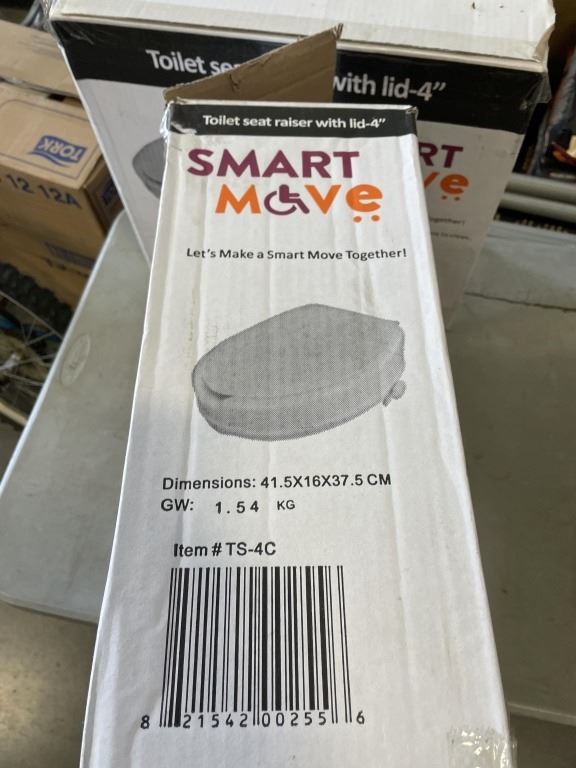 Toilet
with lid-4"
Toilet seat raiser with lid-4"
SMART
MOVe
RT
ve
Let's Make a Smart Move Together!
gether!
TORK
12 12A
Dimensions: 41.5X16X37.5 CM
GW: 1.54 KG
Item # TS-4C
8 21542 00255 6